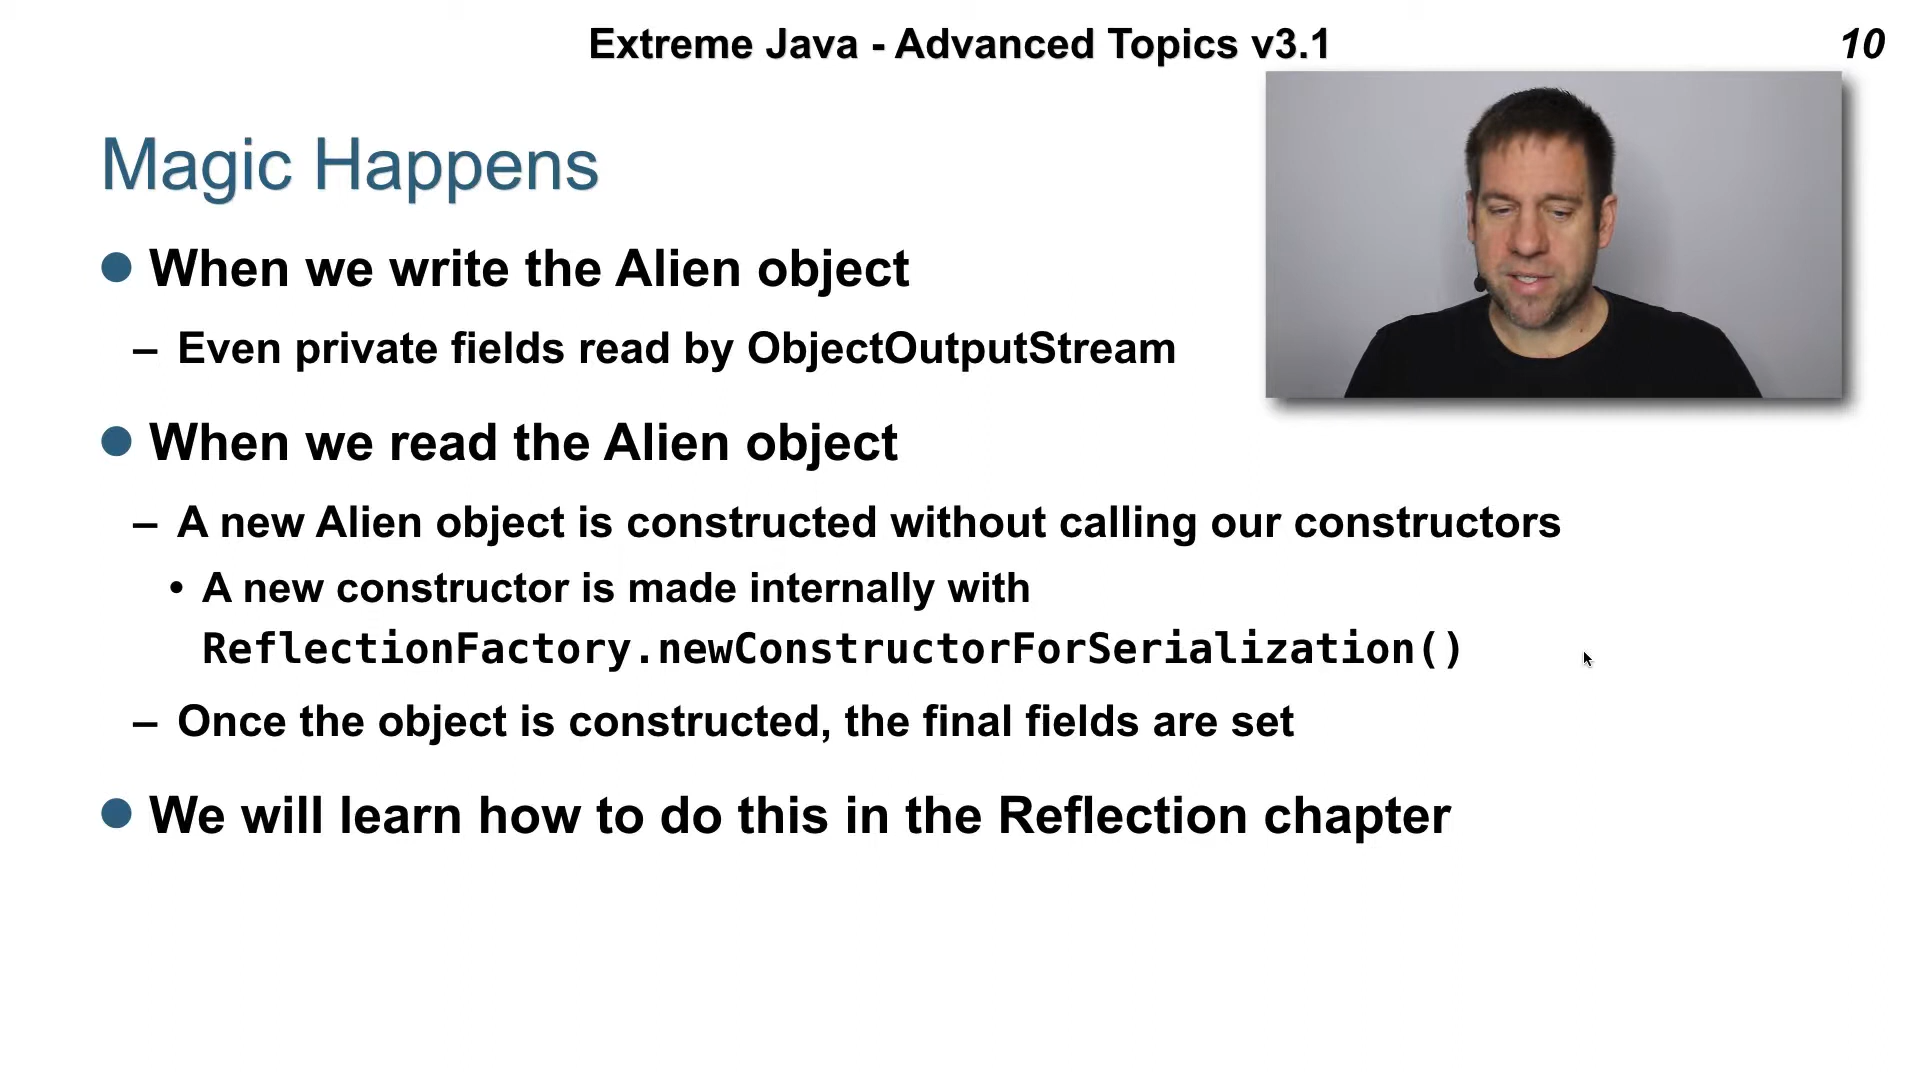 Extreme Java - Advanced Topics v3.1
10
Magic Happens
When we write the Alien object
– Even private fields read by ObjectOutputStream
When we read the Alien object
– A new Alien object is constructed without calling our constructors
• A new constructor is made internally with
ReflectionFactory.newConstructorForSerialization()
– Once the object is constructed, the final fields are set
We will learn how to do this in the Reflection chapter